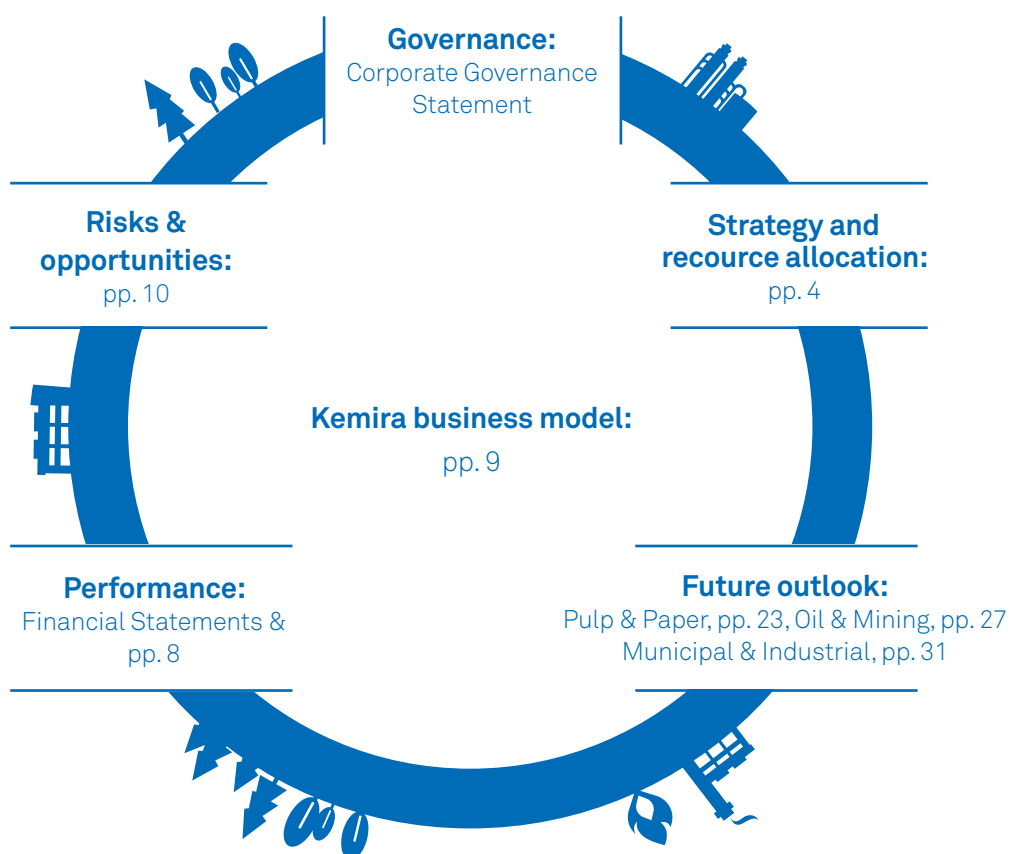 Governance:
Corporate Governance
Statement
Risks &
opportunities:
pp. 10
Strategy and
recource allocation:
pp. 4
Kemira business model:
pp. 9
Performance:
Financial Statements &
pp. 8
Future outlook:
Pulp & Paper, pp. 23, Oil & Mining, pp. 27
Municipal & Industrial, pp. 31